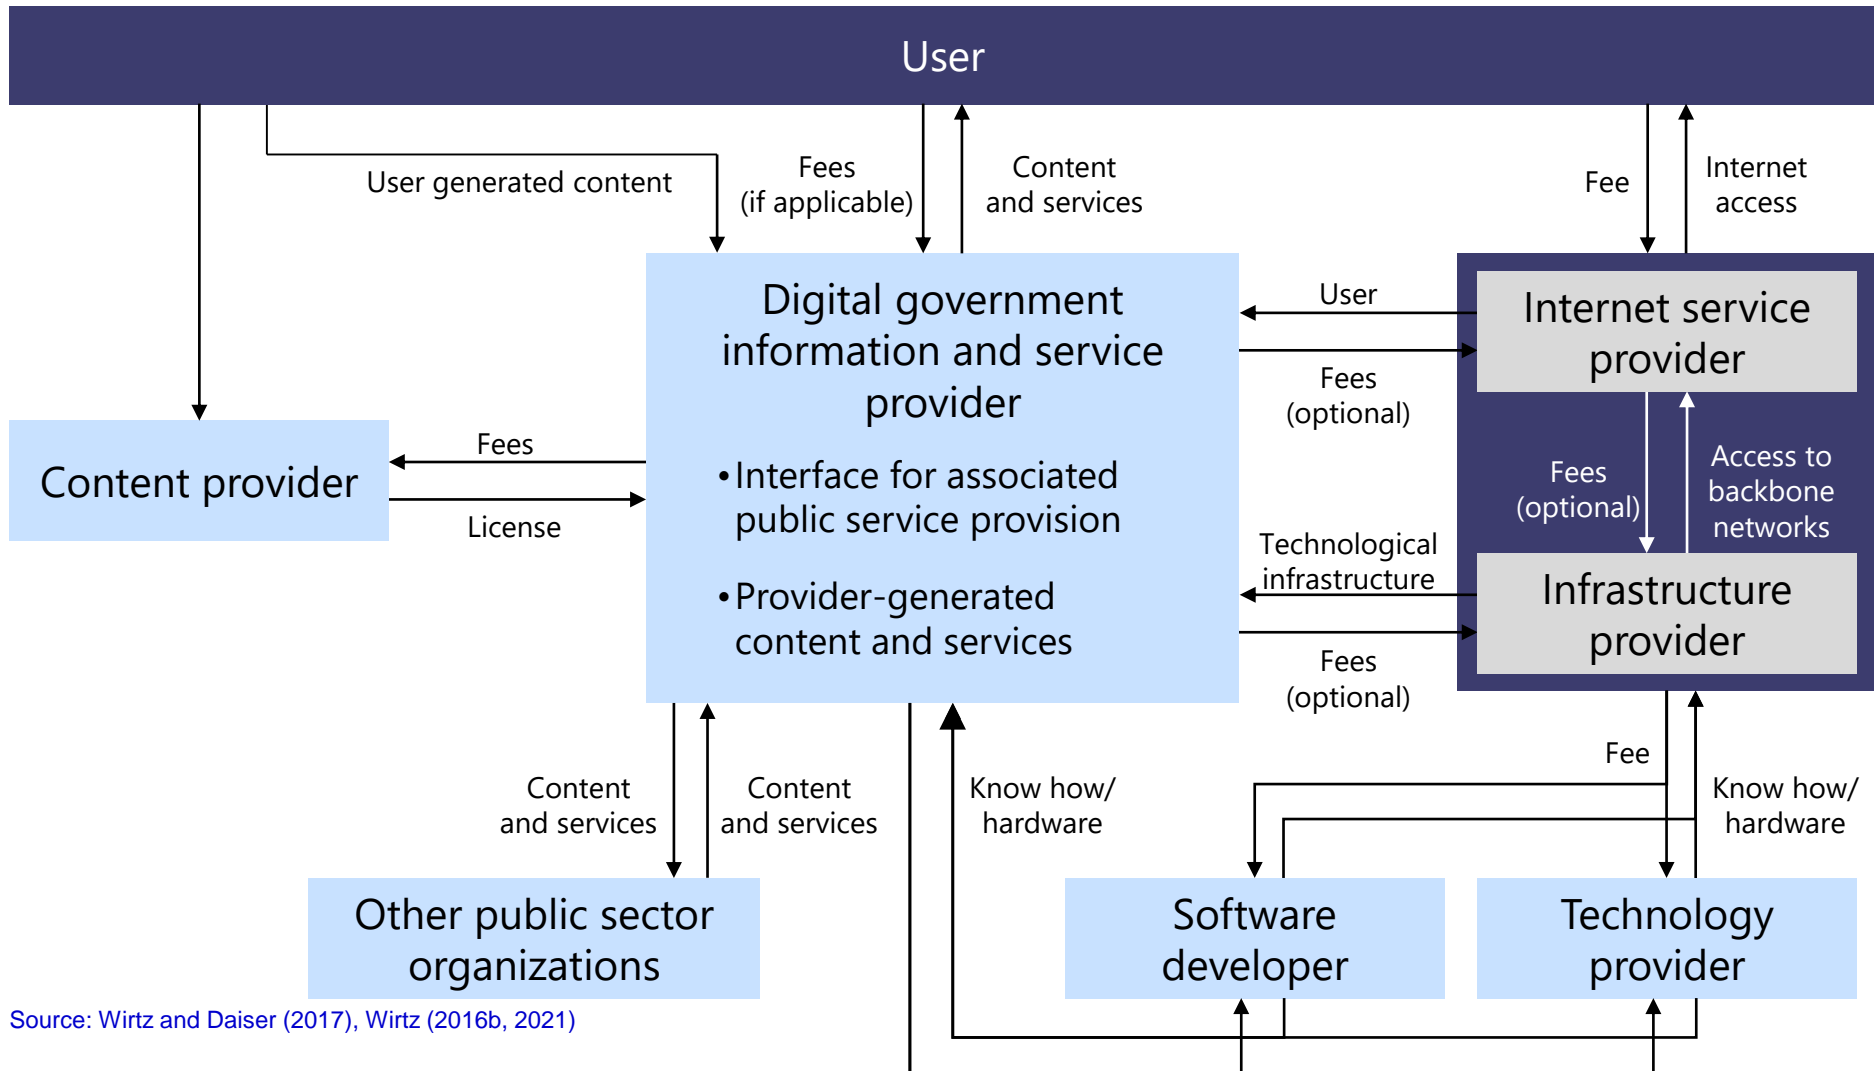 User
User generated content
Fees
(if applicable)
Content
and services
Fee
Internet
access
Digital government
information and service
provider
•Interface for associated
public service provision
•Provider-generated
content and services
User
Fees
(optional)
Internet service
provider
Fees
(optional)
Access to
backbone
networks
Content provider
Fees
License
Technological
infrastructure
Fees
(optional)
Infrastructure
provider
Content
and services
Content
and services
Know how/
hardware
Fee
Know how/
hardware
Other public sector
organizations
Software
developer
Technology
provider
Source: Wirtz and Daiser (2017), Wirtz (2016b, 2021)